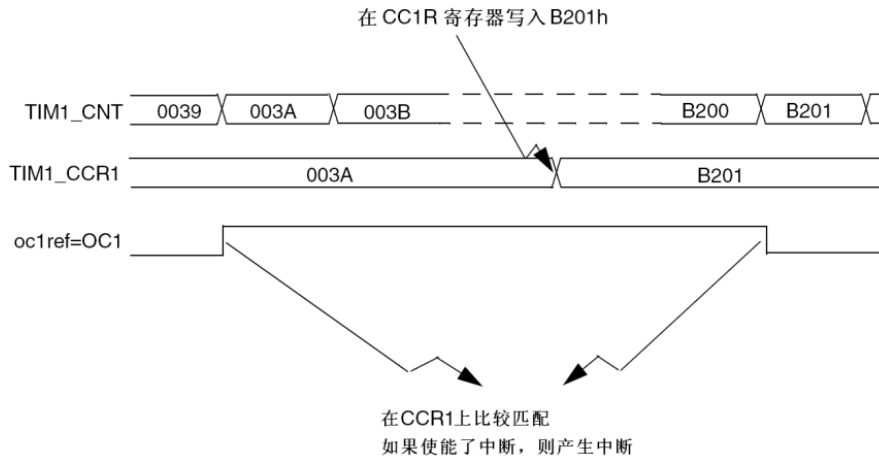 在 CC1R 寄存器写入 B201h
TIM1_CNT 0039 003A 003B B200 B201
TIM1_CCR1 003A B201
oc1ref=OC1
在CCR1上比较匹配
如果使能了中断，则产生中断